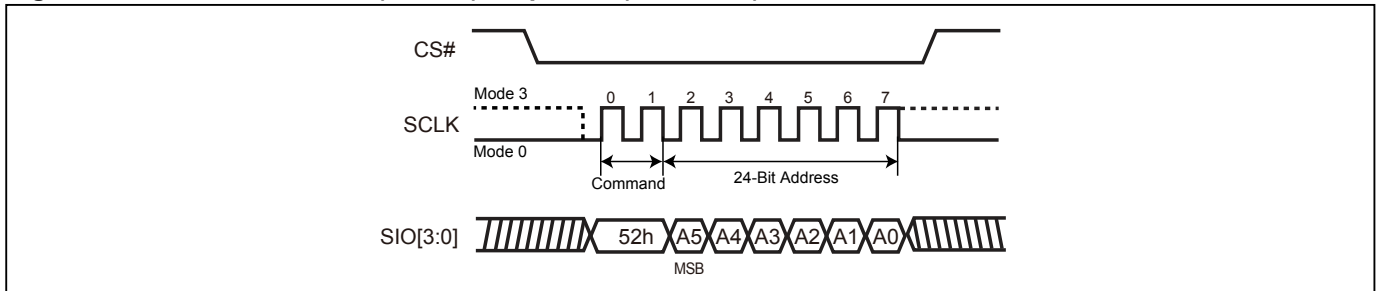 CS#
Mode 3
0 1 2 3 4 5 6 7
SCLK
Mode 0
Command
24-Bit Address
SIO[3:0]
52h A5 A4 A3 A2 A1 A0
MSB